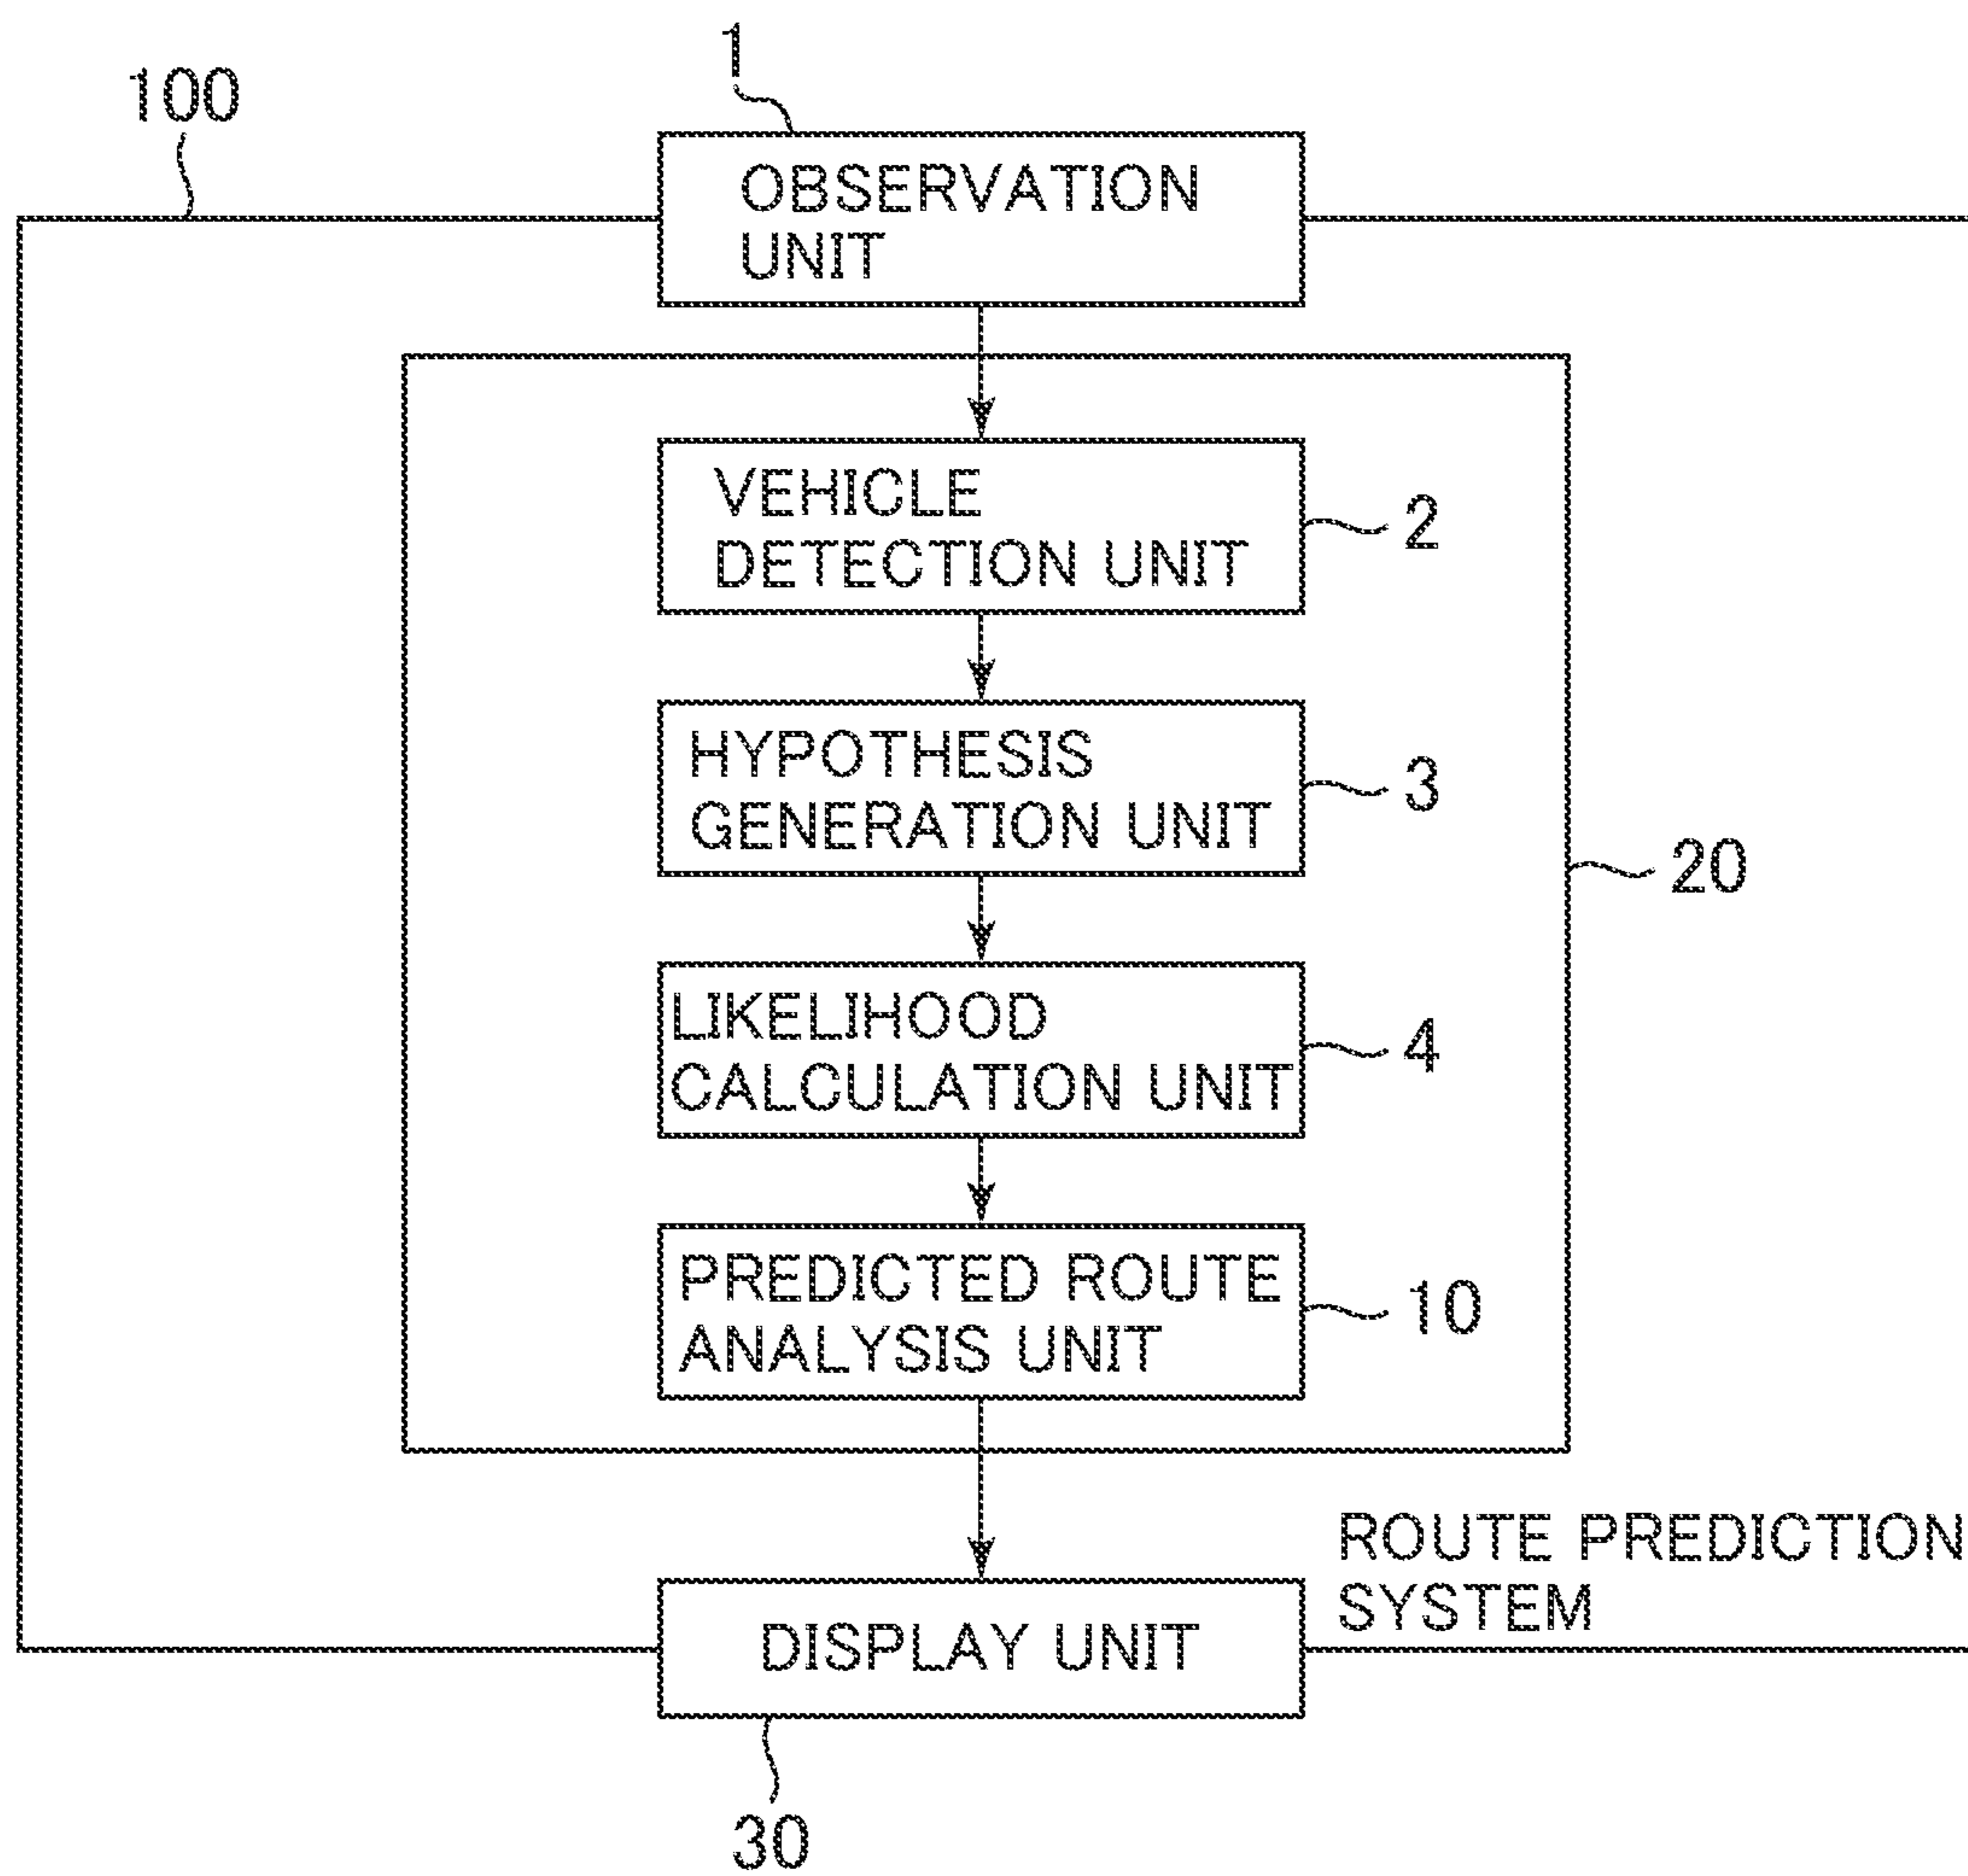 1
100
OBSERVATION
UNIT
VEHICLE
DETECTION UNIT
2
HYPOTHESIS
GENERATION UNIT
3
20
LIKELIHOOD
CALCULATION UNIT
4
PREDICTED ROUTE
ANALYSIS UNIT
10
ROUTE PREDICTION
SYSTEM
DISPLAY UNIT
30